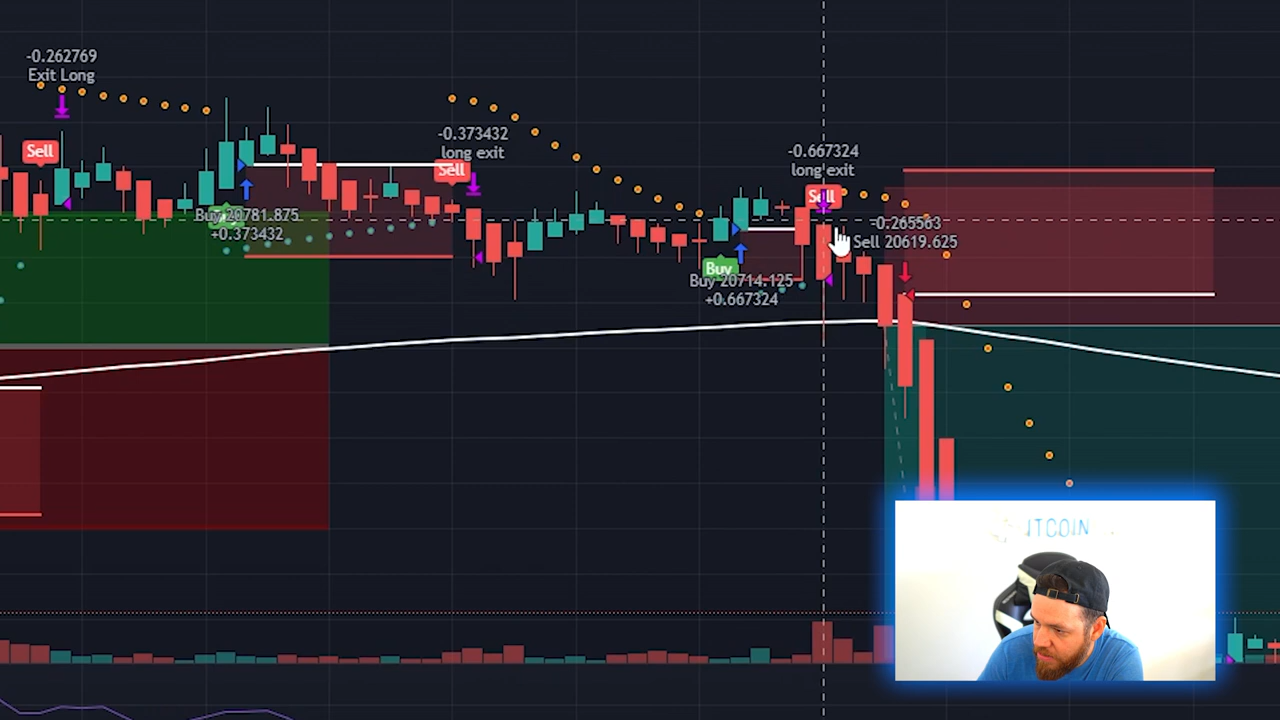 -0.262769
Exit Long
Sell
Buy 20781.875
+0.373432
-0.373432
long exit
Sell
Buy
Buy 20714.125
+0.667324
-0.667324
long exit
Sell
-0.265563
Sell 20619.625
ITCOIN